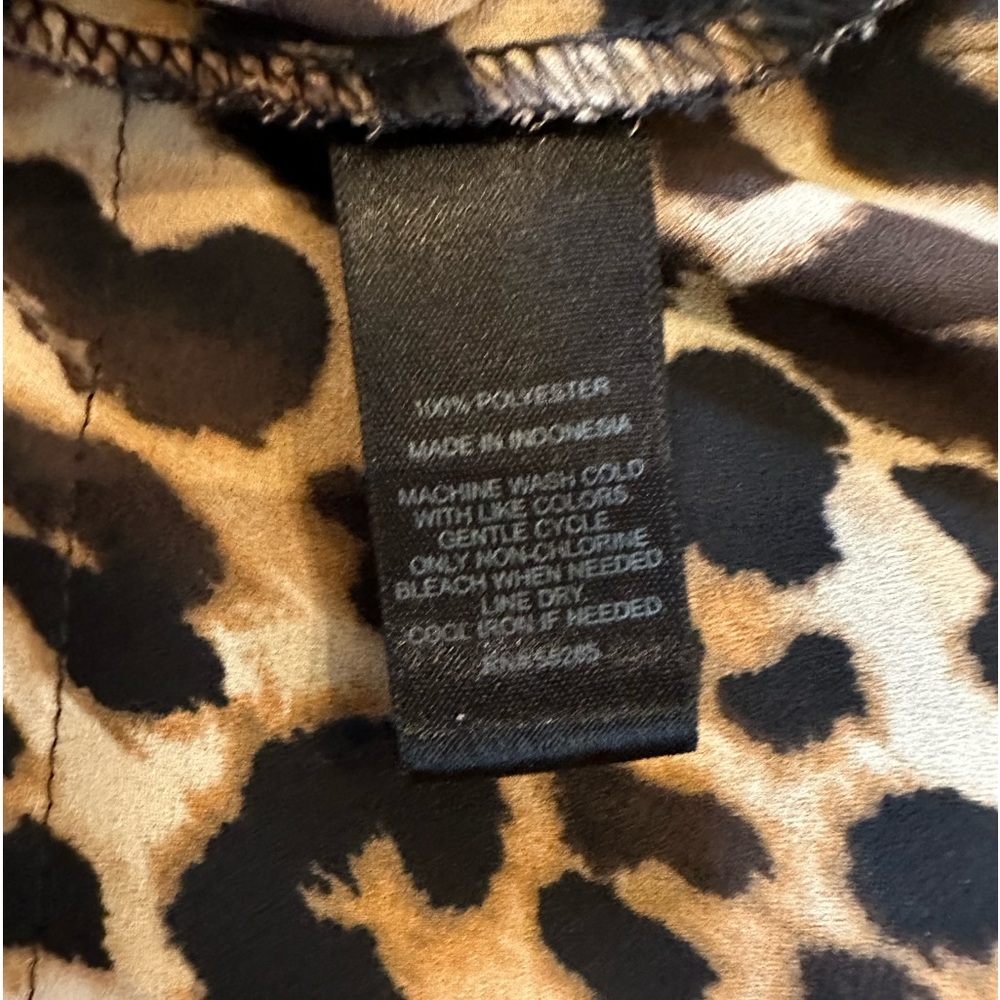 100% POLYESTER
MADE IN INDONESIA
MACHINE WASH COLD
WITH LIKE COLORS
GENTLE CYCLE
ONLY NON-CHLORINE
BLEACH WHEN NEEDED
LINE DRY
COOL IRON IF NEEDED